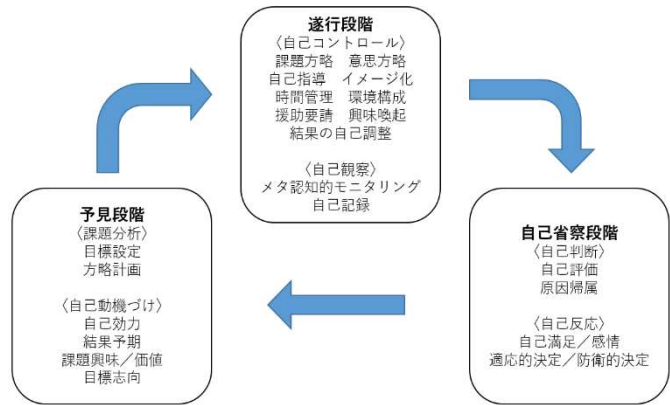 遂行段階
〈自己コントロール〉
課題方略　意思方略
自己指導　イメージ化
時間管理　環境構成
援助要請　興味喚起
結果の自己調整
〈自己観察〉
メタ認知的モニタリング
自己記録
予見段階
〈課題分析〉
目標設定
方略計画
〈自己動機づけ〉
自己効力
結果予期
課題興味／価値
目標志向
自己省察段階
〈自己判断〉
自己評価
原因帰属
〈自己反応〉
自己満足／感情
適応的決定/防衛的決定